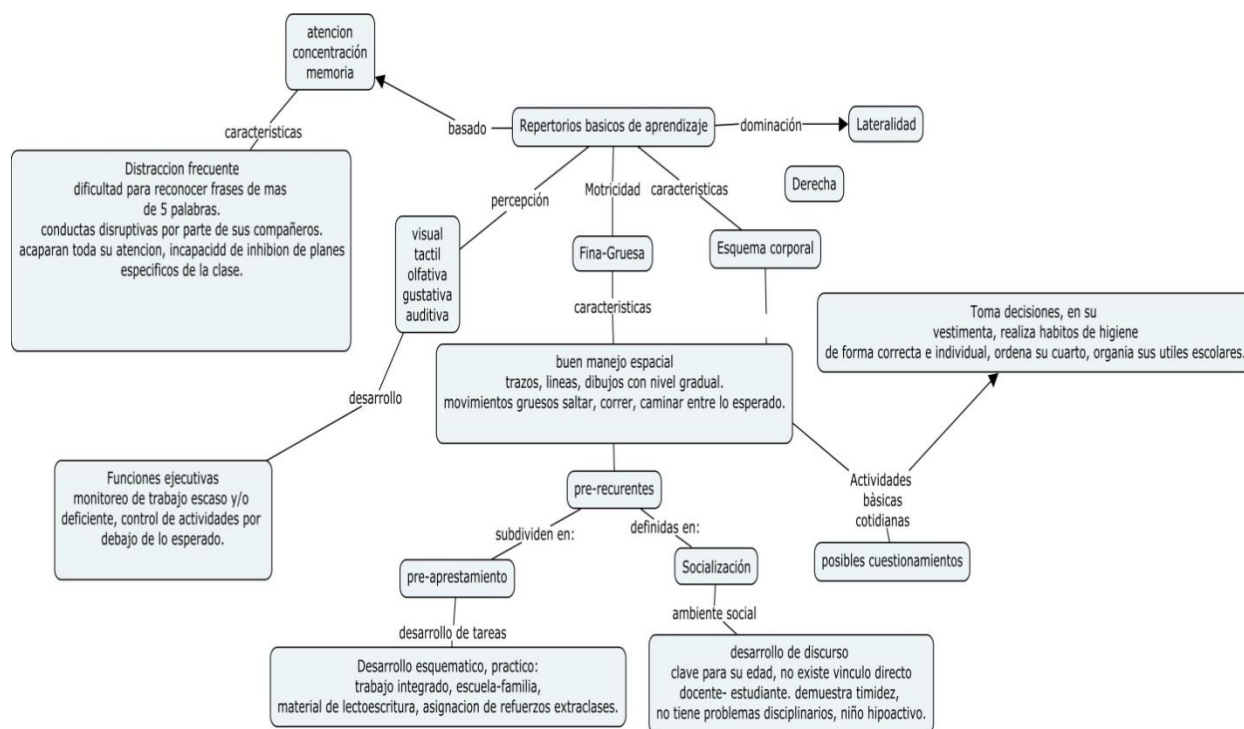 atencion
concentración
memoria
caracteristicas
basado
Repertorios basicos de aprendizaje
dominación
Lateralidad
Distraccion frecuente
dificultad para reconocer frases de mas
de 5 palabras.
conductas disruptivas por parte de sus compañeros.
acaparan toda su atencion, incapacidd de inhibion de planes
especificos de la clase.
percepción
Motricidad
caracteristicas
Derecha
visual
tactil
olfativa
gustativa
auditiva
Fina-Gruesa
Esquema corporal
caracteristicas
Toma decisiones, en su
vestimenta, realiza habitos de higiene
de forma correcta e individual, ordena su cuarto, organia sus utiles escolares.
buen manejo espacial
trazos, lineas, dibujos con nivel gradual.
movimientos gruesos saltar, correr, caminar entre lo esperado.
desarrollo
Funciones ejecutivas
monitoreo de trabajo escaso y/o
deficiente, control de actividades por
debajo de lo esperado.
pre-recurentes
Actividades
bàsicas
cotidianas
subdividen en:
definidas en:
posibles cuestionamientos
pre-aprestamiento
Socialización
desarrollo de tareas
ambiente social
Desarrollo esquematico, practico:
trabajo integrado, escuela-familia,
material de lectoescritura, asignacion de refuerzos extraclases.
desarrollo de discurso
clave para su edad, no existe vinculo directo
docente- estudiante. demuestra timidez,
no tiene problemas disciplinarios, niño hipoactivo.